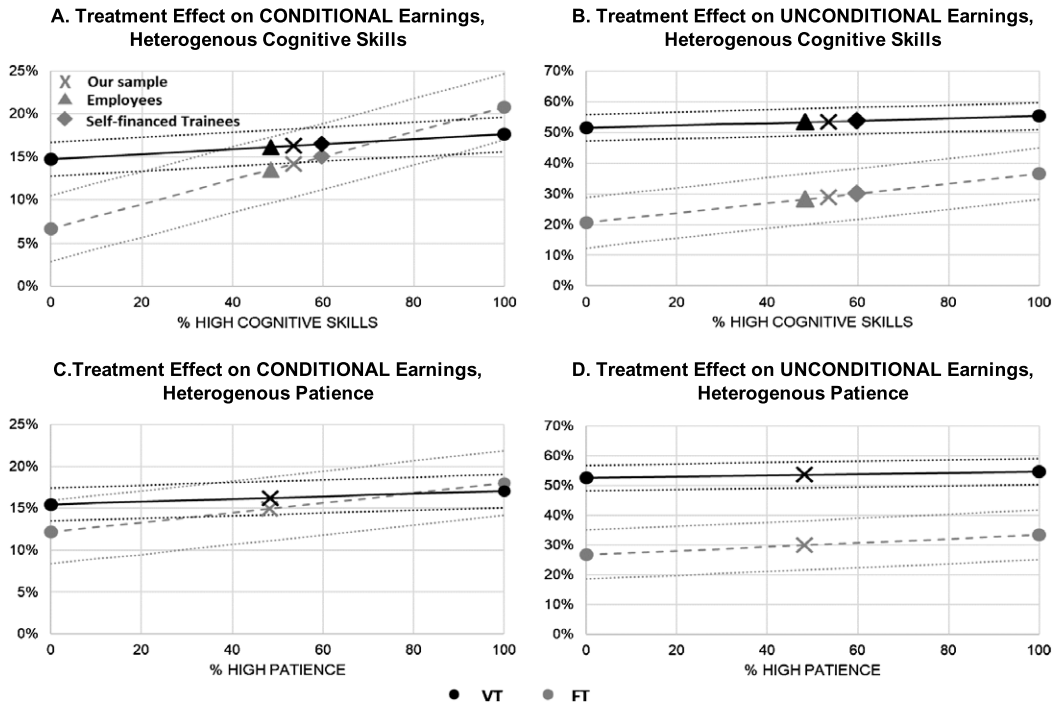 A. Treatment Effect on CONDITIONAL Earnings,
Heterogenous Cognitive Skills
25%
20%
15%
10%
5%
0%
Our sample
Employees
Self-financed Trainees
0 20 40 60 80 100
% HIGH COGNITIVE SKILLS
B. Treatment Effect on UNCONDITIONAL Earnings,
Heterogenous Cognitive Skills
70%
60%
50%
40%
30%
20%
10%
0%
0 20 40 60 80 100
% HIGH COGNITIVE SKILLS
C.Treatment Effect on CONDITIONAL Earnings,
Heterogenous Patience
25%
20%
15%
10%
5%
0%
0 20 40 60 80 100
% HIGH PATIENCE
D. Treatment Effect on UNCONDITIONAL Earnings,
Heterogenous Patience
70%
60%
50%
40%
30%
20%
10%
0%
0 20 40 60 80 100
% HIGH PATIENCE
VT FT